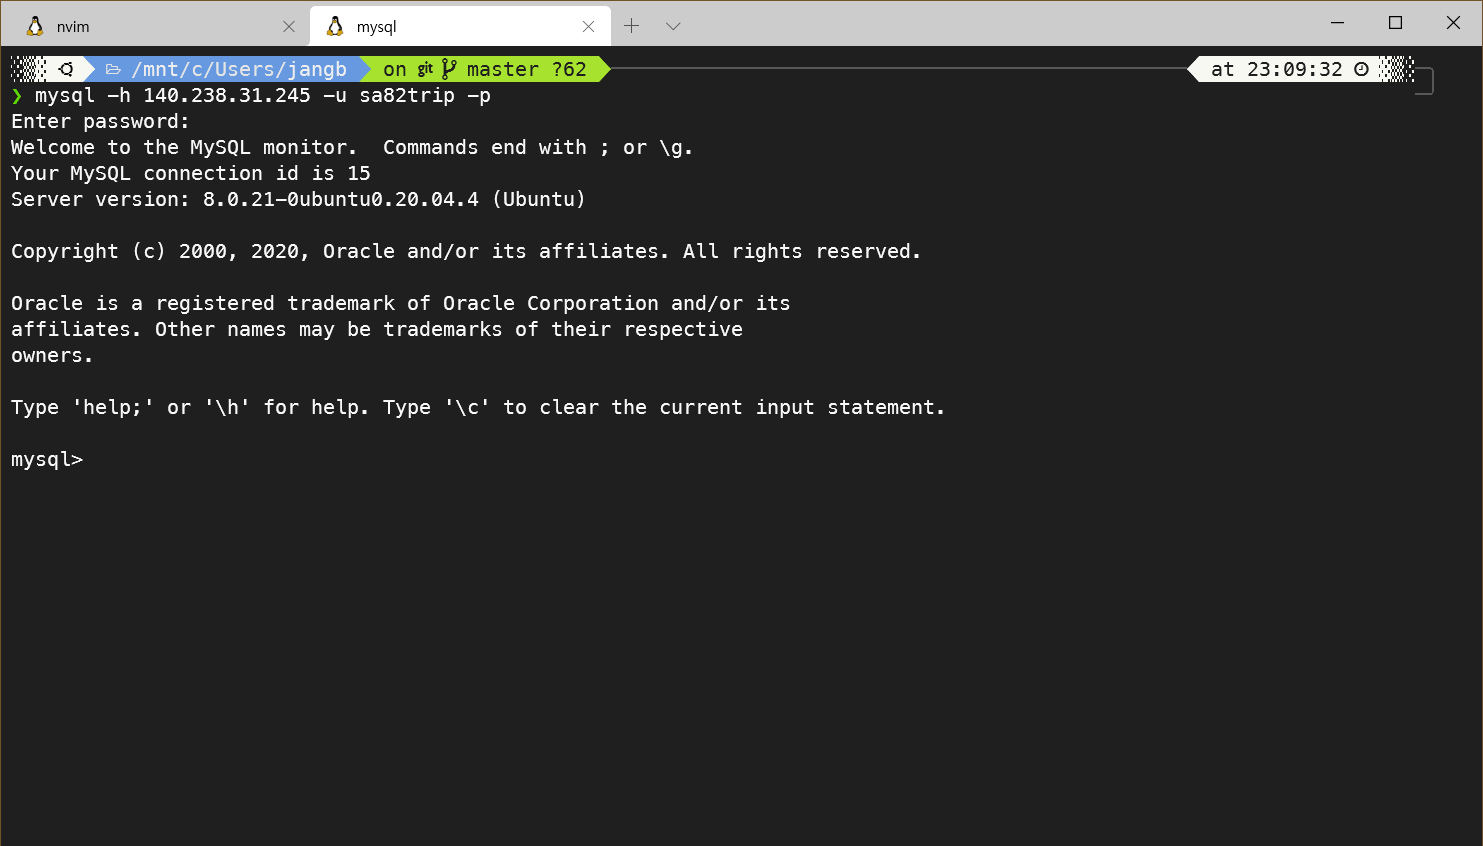 nvim
mysql
/mnt/c/Users/jangb on git master ?62 at 23:09:32
❯ mysql -h 140.238.31.245 -u sa82trip -p
Enter password:
Welcome to the MySQL monitor.  Commands end with ; or \g.
Your MySQL connection id is 15
Server version: 8.0.21-0ubuntu0.20.04.4 (Ubuntu)
Copyright (c) 2000, 2020, Oracle and/or its affiliates. All rights reserved.
Oracle is a registered trademark of Oracle Corporation and/or its
affiliates. Other names may be trademarks of their respective
owners.
Type 'help;' or '\h' for help. Type '\c' to clear the current input statement.
mysql>